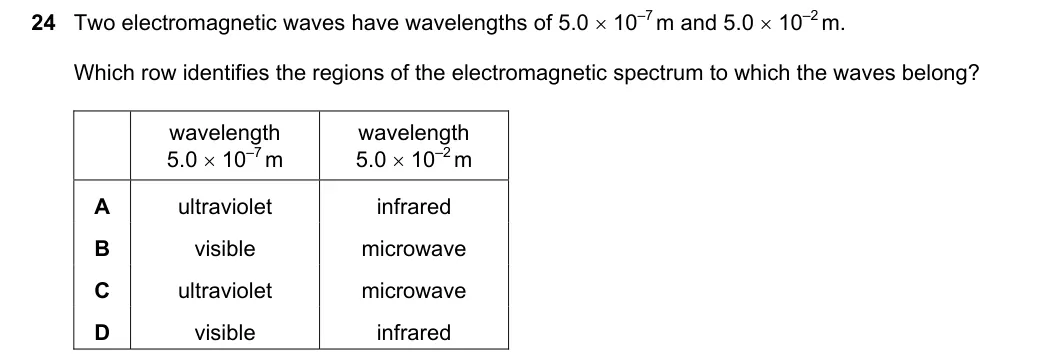 24 Two electromagnetic waves have wavelengths of 5.0 × 10⁻⁷ m and 5.0 × 10⁻² m.
Which row identifies the regions of the electromagnetic spectrum to which the waves belong?
wavelength 5.0 × 10⁻⁷ m wavelength 5.0 × 10⁻² m
A ultraviolet infrared
B visible microwave
C ultraviolet microwave
D visible infrared